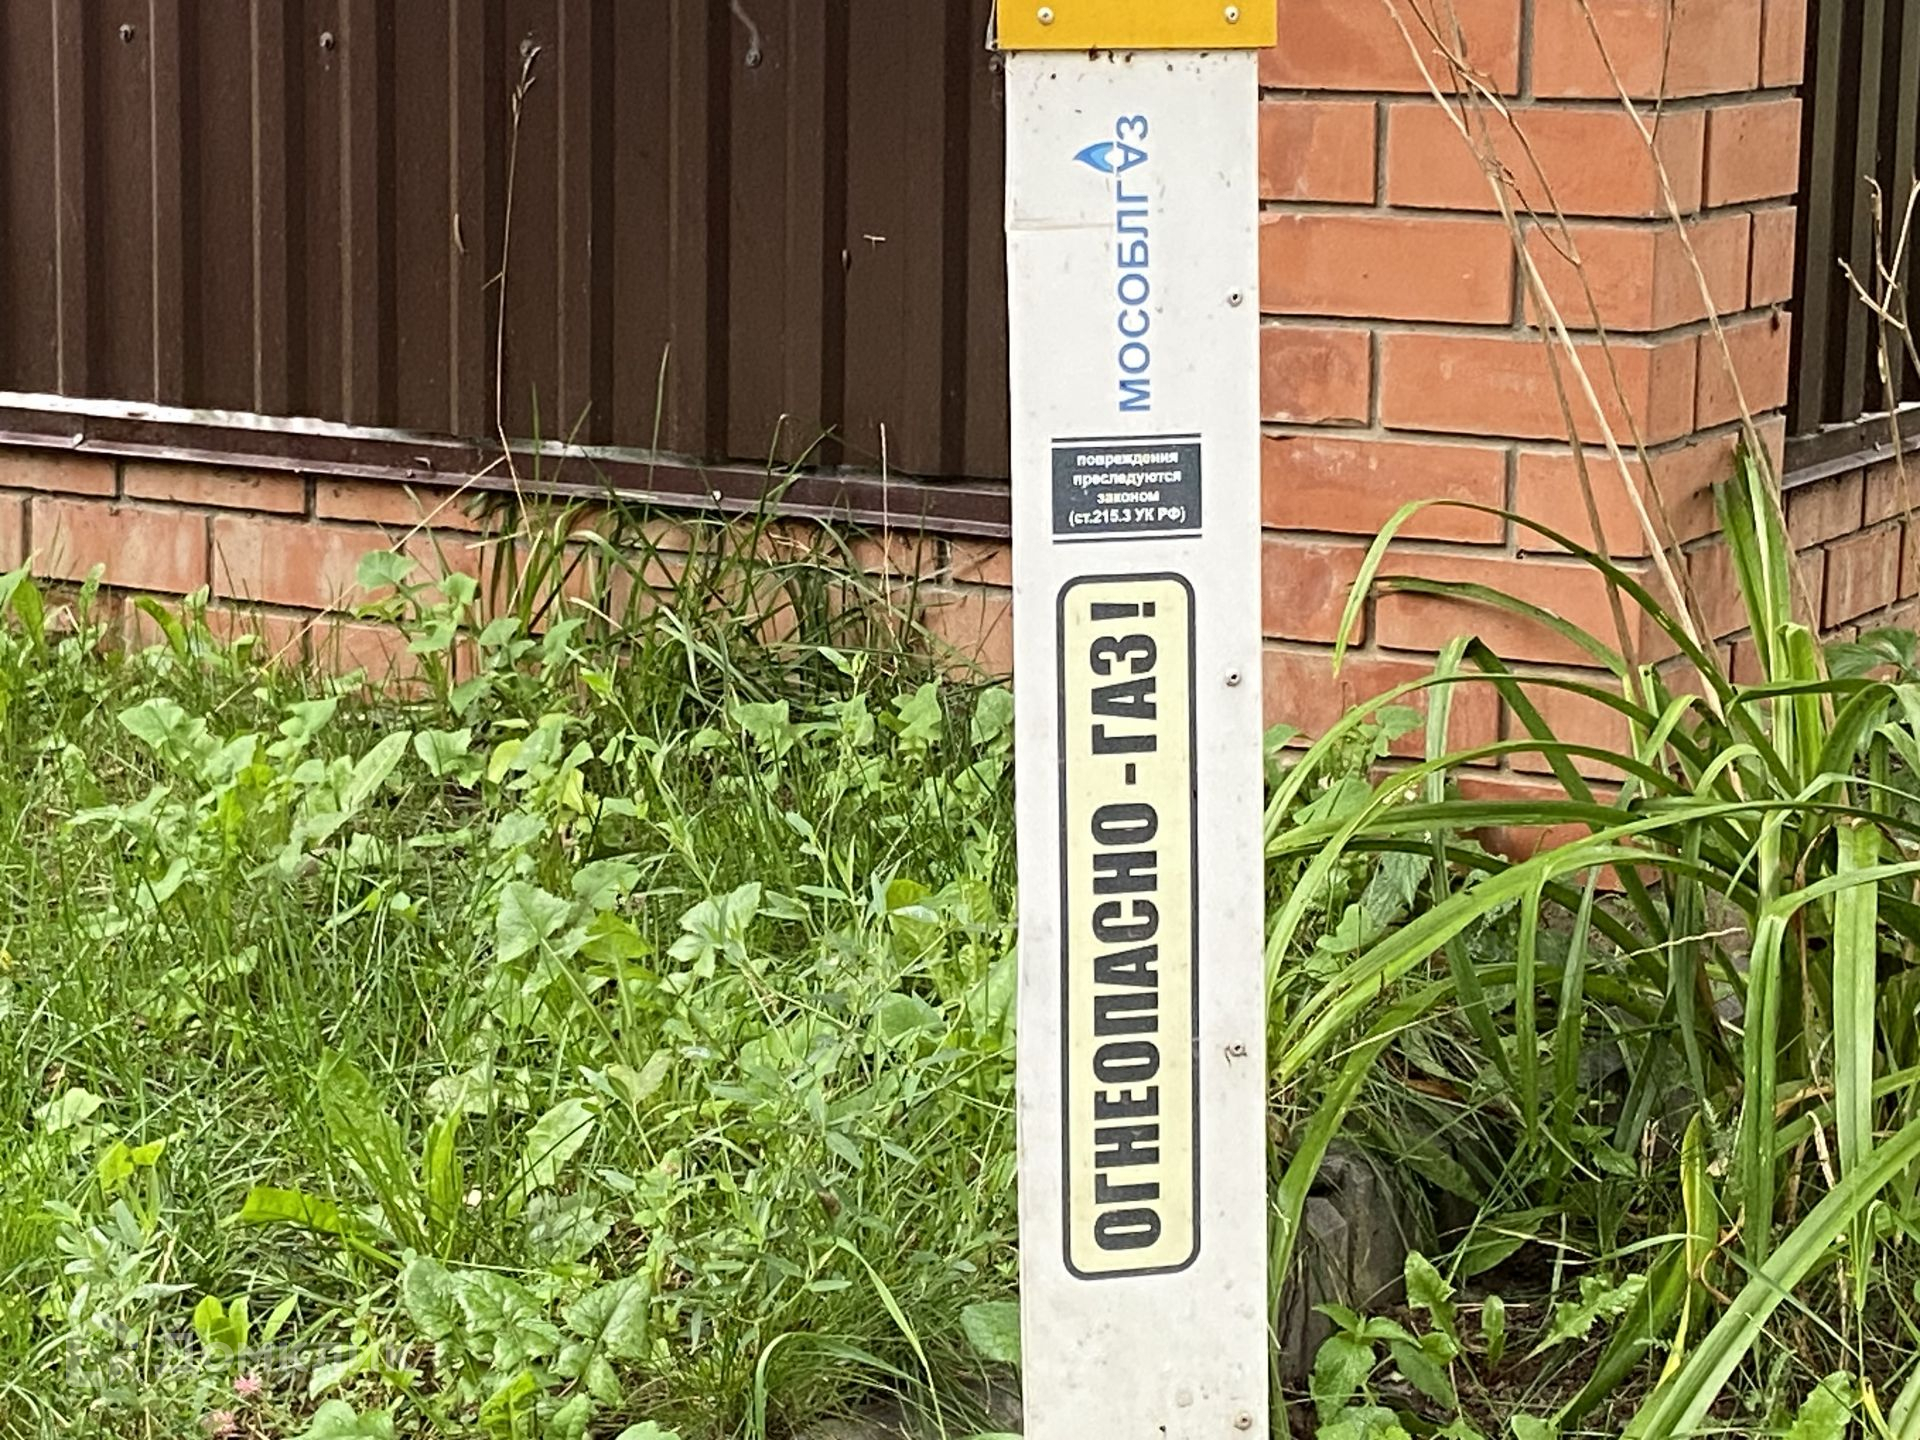 МОСОБЛГАЗ
повреждения
преследуются
законом
(ст.215.3 УК РФ)
ОГНЕОПАСНО - ГАЗ!